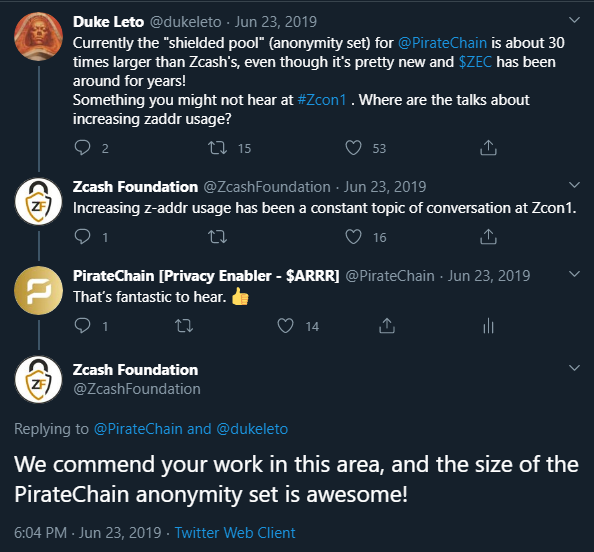 Duke Leto @dukeleto · Jun 23, 2019
Currently the "shielded pool" (anonymity set) for @PirateChain is about 30
times larger than Zcash's, even though it's pretty new and $ZEC has been
around for years!
Something you might not hear at #Zcon1 . Where are the talks about
increasing zaddr usage?
2 15 53
Zcash Foundation @ZcashFoundation · Jun 23, 2019
Increasing z-addr usage has been a constant topic of conversation at Zcon1.
1 16
PirateChain [Privacy Enabler - $ARRR] @PirateChain · Jun 23, 2019
That's fantastic to hear. 👍
1 14
Zcash Foundation
@ZcashFoundation
Replying to @PirateChain and @dukeleto
We commend your work in this area, and the size of the
PirateChain anonymity set is awesome!
6:04 PM · Jun 23, 2019 · Twitter Web Client